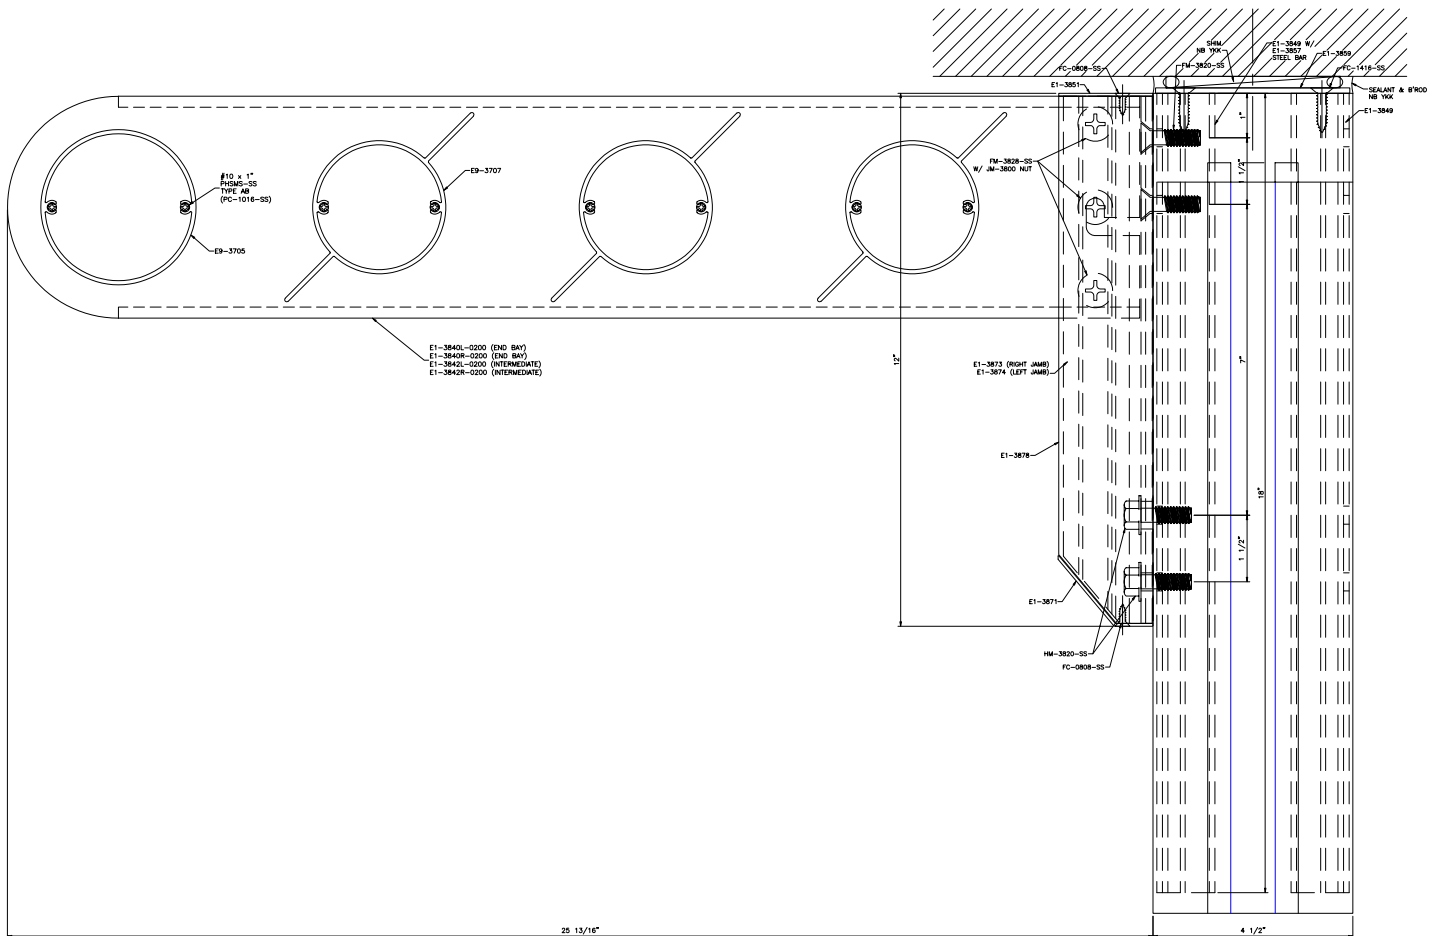 SHIM
NB YKK
E1-3849 W/
E1-3857
STEEL BAR
E1-3859
FM-3820-SS
FC-1416-SS
FC-0808-SS
E1-3851
SEALANT & B'ROD
NB YKK
E1-3849
1"
1 1/2"
FM-3828-SS
W/ JM-3800 NUT
E9-3707
#10 x 1"
PHSMS-SS
TYPE AB
(PC-1016-SS)
E9-3705
E1-3840L-0200 (END BAY)
E1-3840R-0200 (END BAY)
E1-3842L-0200 (INTERMEDIATE)
E1-3842R-0200 (INTERMEDIATE)
12"
E1-3873 (RIGHT JAMB)
E1-3874 (LEFT JAMB)
7"
E1-3878
18"
1 1/2"
E1-3871
HM-3820-SS
FC-0808-SS
25 13/16"
4 1/2"